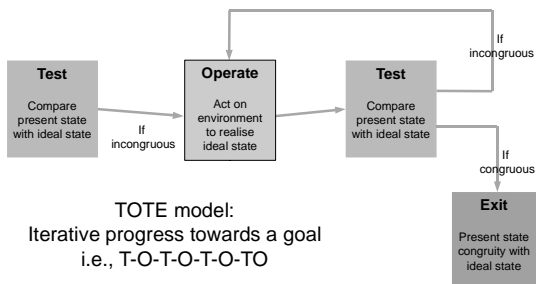 If
incongruous
Test
Compare
present state
with ideal state
If
incongruous
Operate
Act on
environment
to realise
ideal state
Test
Compare
present state
with ideal state
If
congruous
Exit
Present state
congruity with
ideal state
TOTE model:
Iterative progress towards a goal
i.e., T-O-T-O-T-O-TO